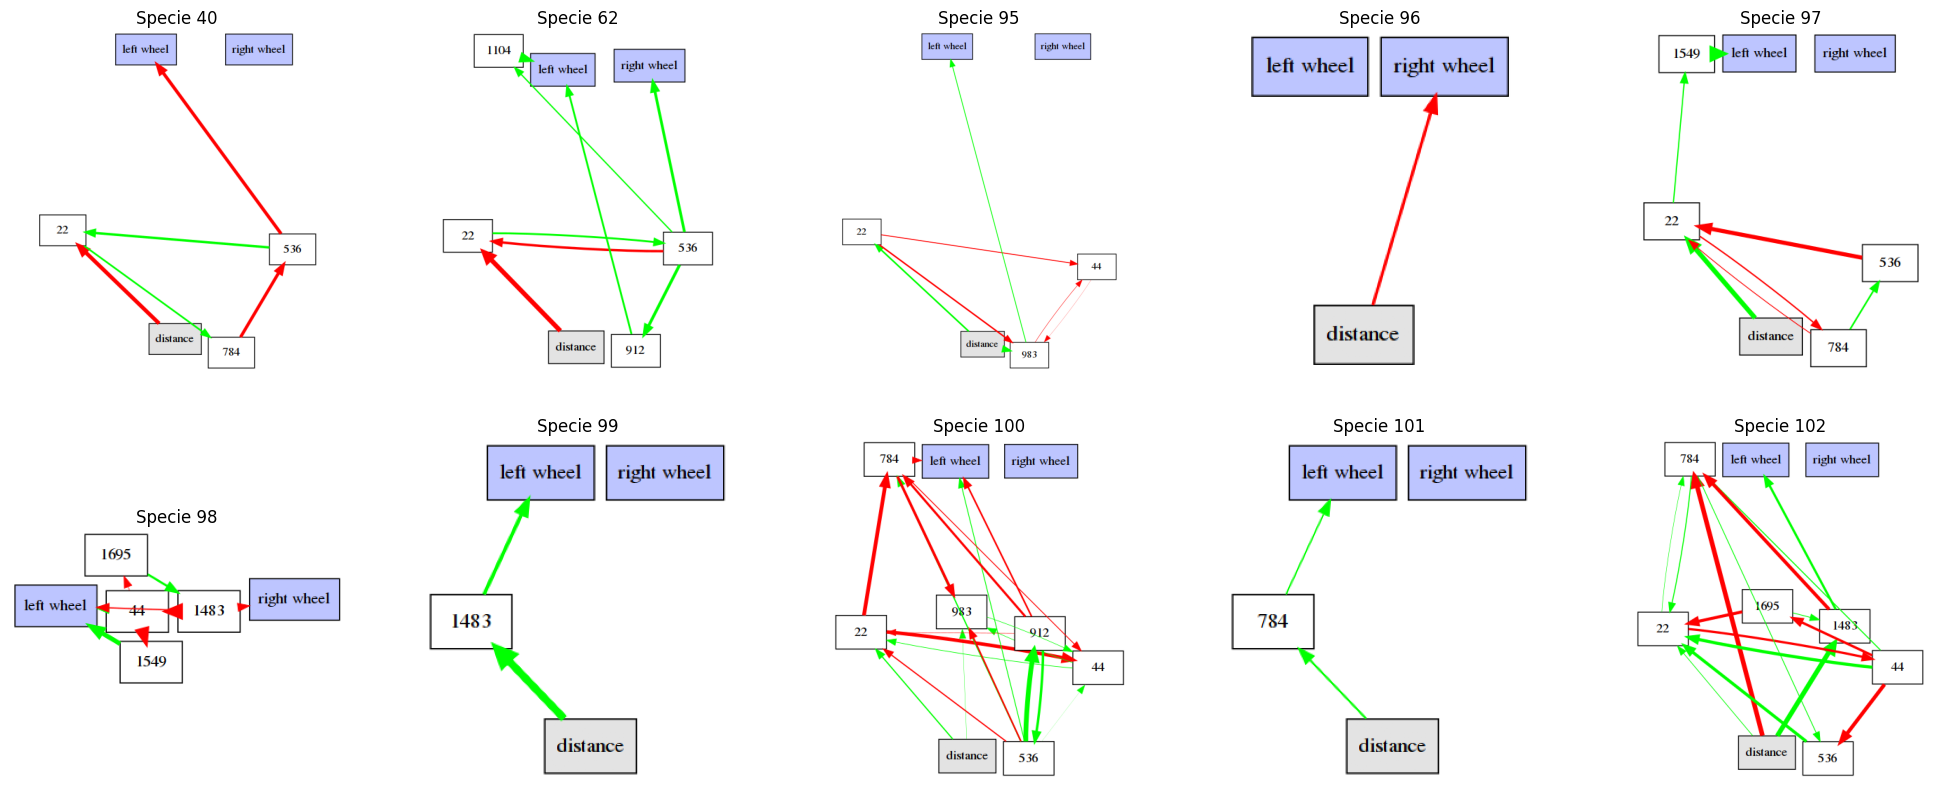 Specie 40
left wheel
right wheel
22
536
distance
784
Specie 62
1104
left wheel
right wheel
22
536
distance
912
Specie 95
left wheel
right wheel
22
44
distance
983
Specie 96
left wheel
right wheel
distance
Specie 97
1549
left wheel
right wheel
22
536
distance
784
Specie 98
1695
left wheel
44
1483
right wheel
1549
Specie 99
left wheel
right wheel
1483
distance
Specie 100
784
left wheel
right wheel
983
22
912
44
distance
536
Specie 101
left wheel
right wheel
784
distance
Specie 102
784
left wheel
right wheel
1695
22
1483
44
distance
536